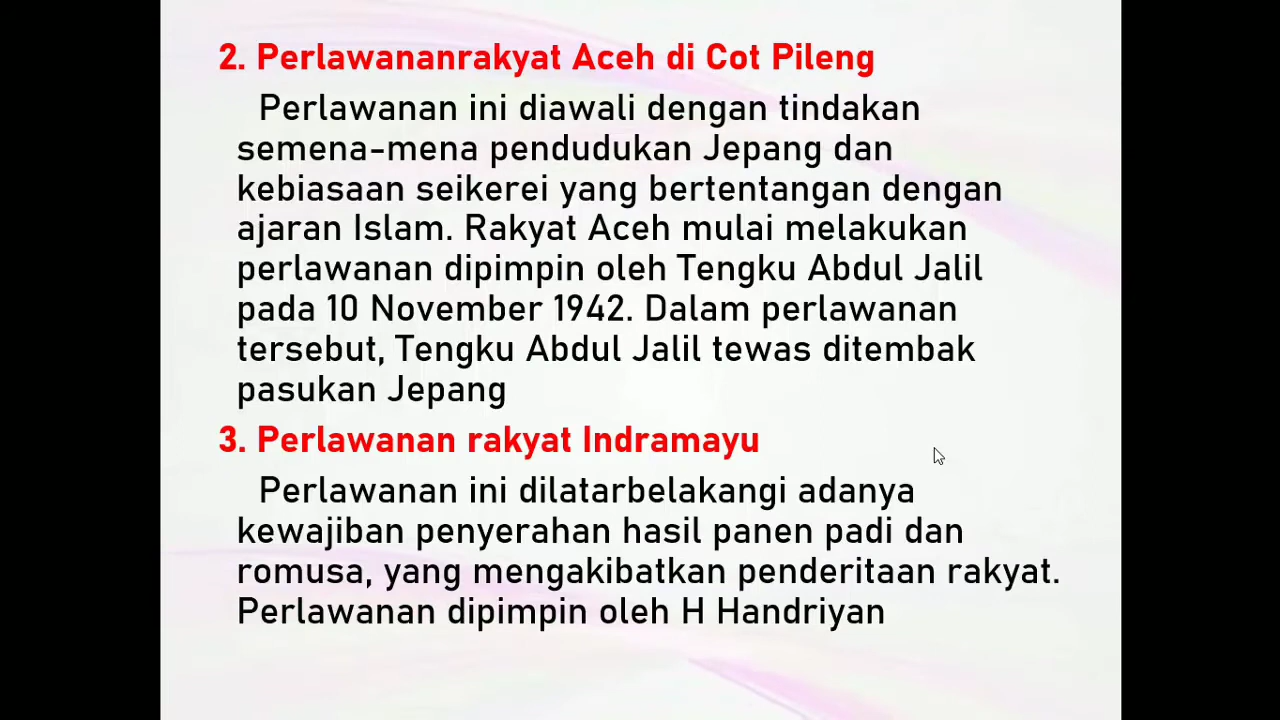 2. Perlawananrakyat Aceh di Cot Pileng
Perlawanan ini diawali dengan tindakan
semena-mena pendudukan Jepang dan
kebiasaan seikerei yang bertentangan dengan
ajaran Islam. Rakyat Aceh mulai melakukan
perlawanan dipimpin oleh Tengku Abdul Jalil
pada 10 November 1942. Dalam perlawanan
tersebut, Tengku Abdul Jalil tewas ditembak
pasukan Jepang
3. Perlawanan rakyat Indramayu
Perlawanan ini dilatarbelakangi adanya
kewajiban penyerahan hasil panen padi dan
romusa, yang mengakibatkan penderitaan rakyat.
Perlawanan dipimpin oleh H Handriyan